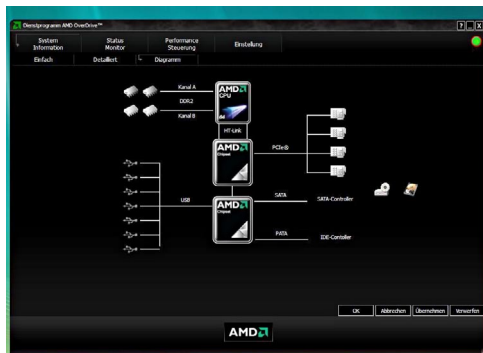 Dienstprogramm AMD OverDrive™
System Information
Status Monitor
Performance Steuerung
Einstellung
Einfach
Detailliert
Diagramm
Kanal A
DDR2
Kanal B
AMD
CPU
HT-Link
AMD
Chipset
PCIe®
USB
AMD
Chipset
SATA
SATA-Controller
PATA
IDE-Contoller
OK
Abbrechen
Übernehmen
Verwerfen
AMD